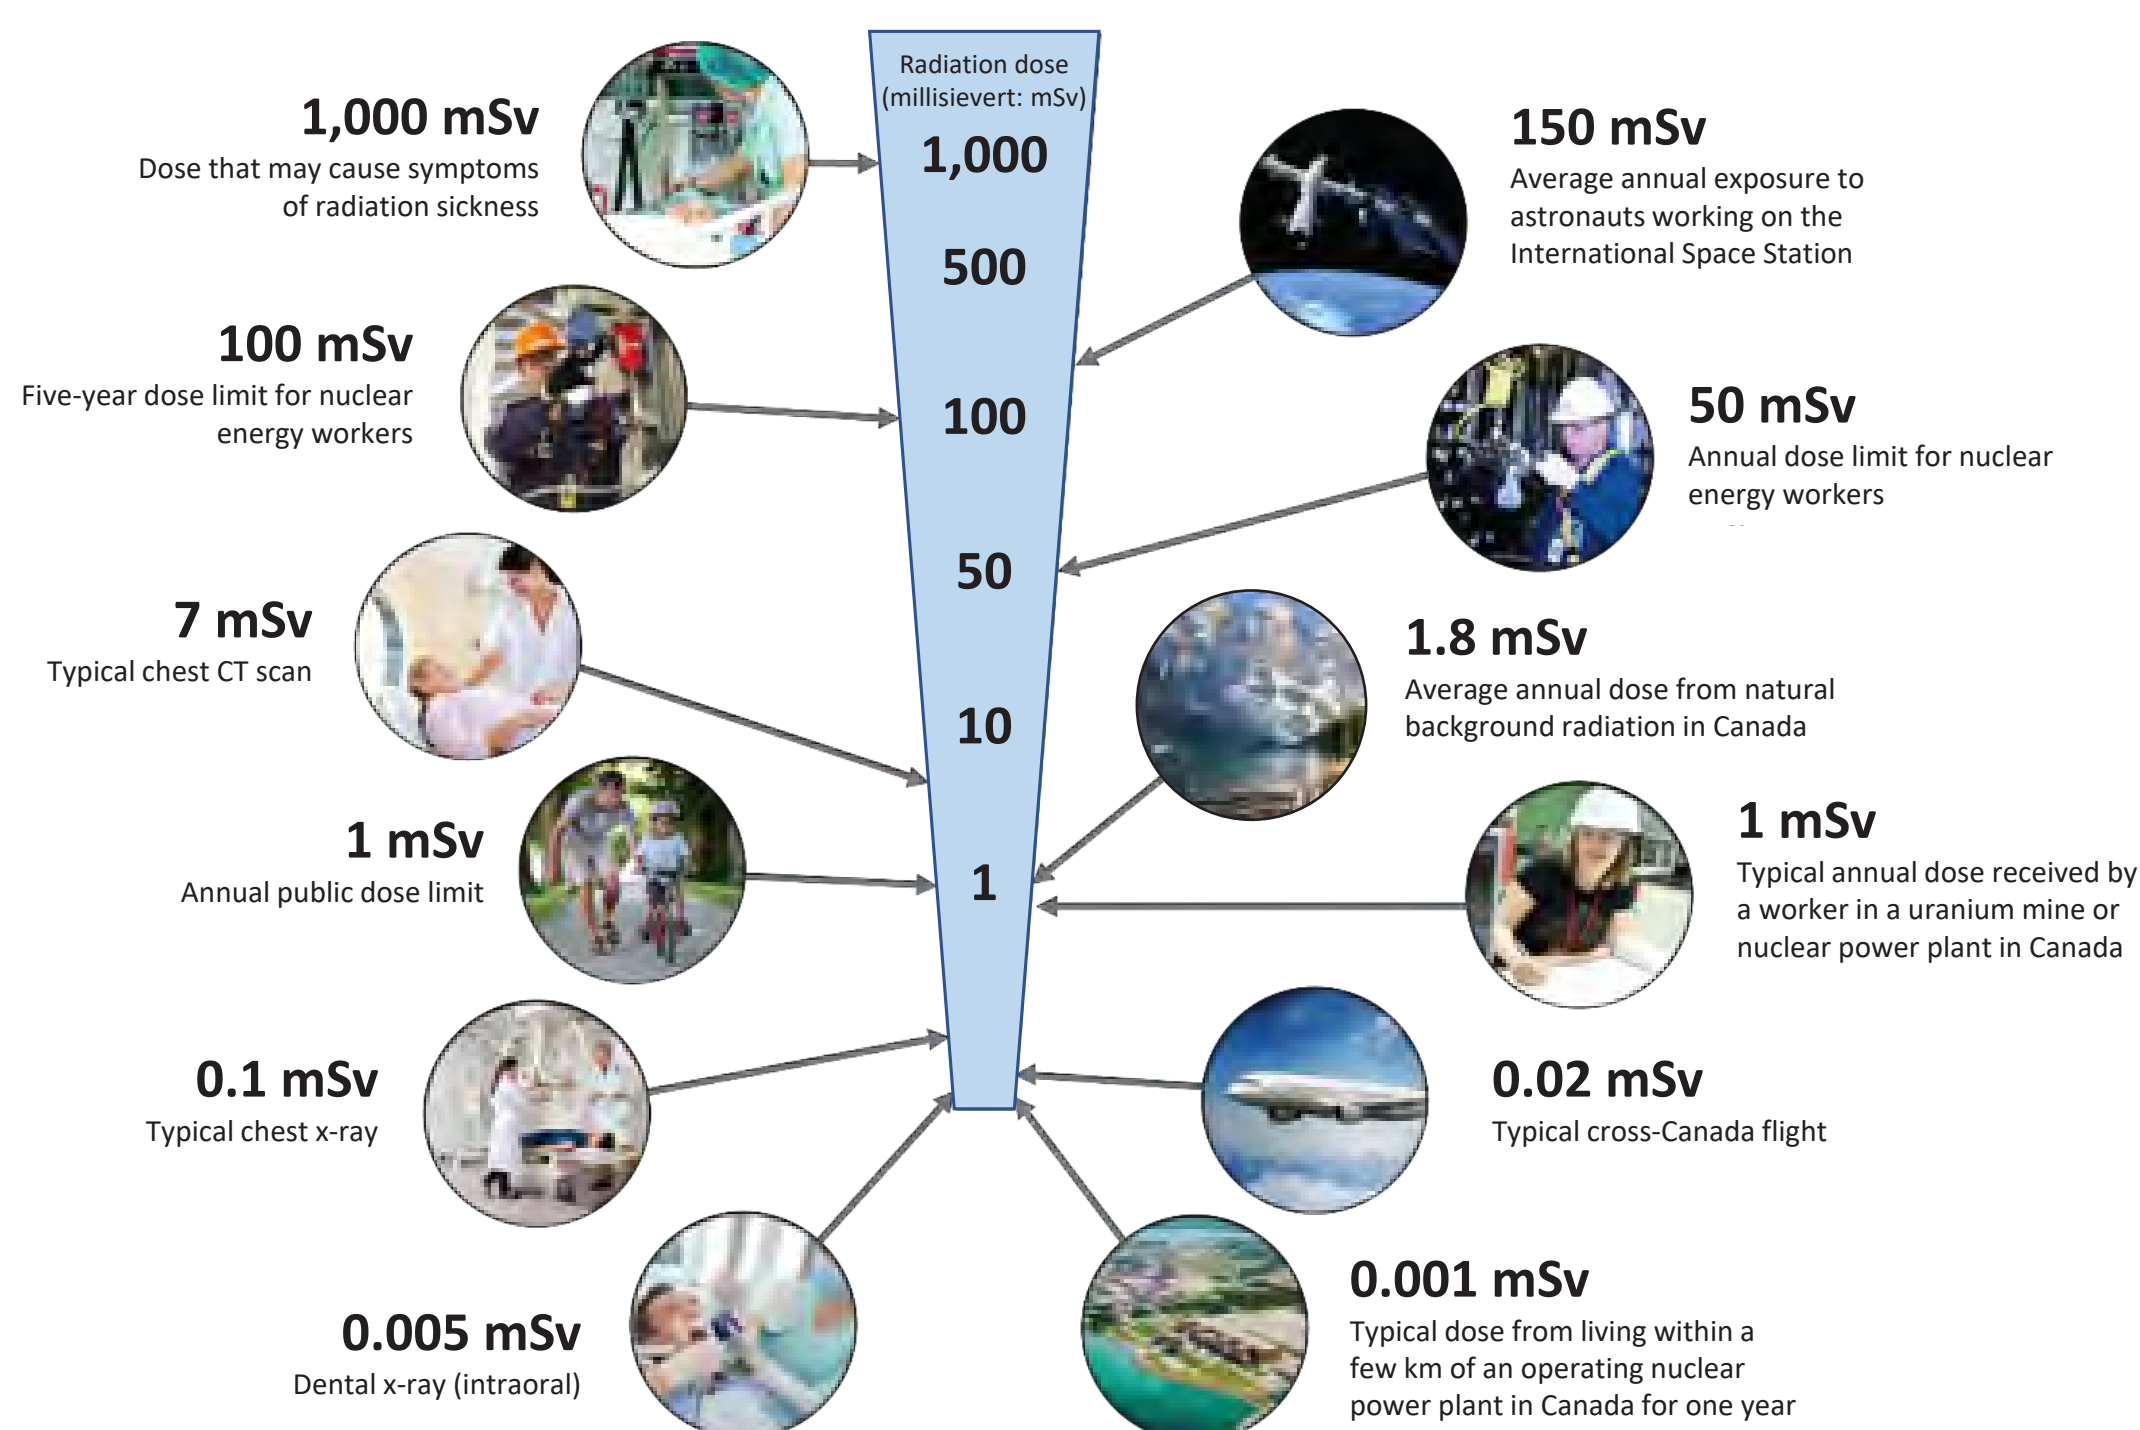 Radiation dose
(millisievert: mSv)
1,000
500
100
50
10
1
1,000 mSv
Dose that may cause symptoms
of radiation sickness
150 mSv
Average annual exposure to
astronauts working on the
International Space Station
100 mSv
Five-year dose limit for nuclear
energy workers
50 mSv
Annual dose limit for nuclear
energy workers
7 mSv
Typical chest CT scan
1.8 mSv
Average annual dose from natural
background radiation in Canada
1 mSv
Annual public dose limit
1 mSv
Typical annual dose received by
a worker in a uranium mine or
nuclear power plant in Canada
0.1 mSv
Typical chest x-ray
0.02 mSv
Typical cross-Canada flight
0.005 mSv
Dental x-ray (intraoral)
0.001 mSv
Typical dose from living within a
few km of an operating nuclear
power plant in Canada for one year